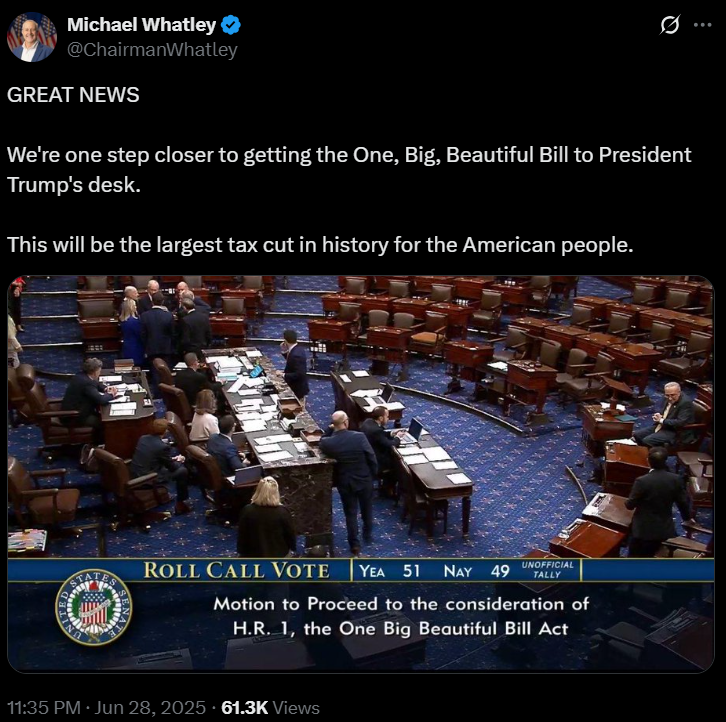 Michael Whatley
@ChairmanWhatley
GREAT NEWS
We're one step closer to getting the One, Big, Beautiful Bill to President
Trump's desk.
This will be the largest tax cut in history for the American people.
ROLL CALL VOTE YEA 51 NAY 49 UNOFFICIAL
TALLY
UNITED STATES SENATE
Motion to Proceed to the consideration of
H.R. 1, the One Big Beautiful Bill Act
11:35 PM · Jun 28, 2025 · 61.3K Views